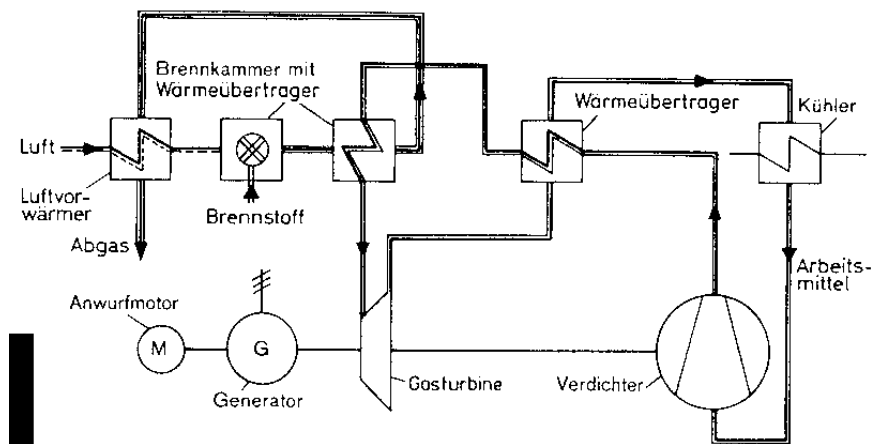 Brennkammer mit
Wärmeübertrager
Wärmeübertrager
Kühler
Luft
Luftvor-
wärmer
Brennstoff
Abgas
Arbeits-
mittel
Anwurfmotor
M
G
Generator
Gasturbine
Verdichter